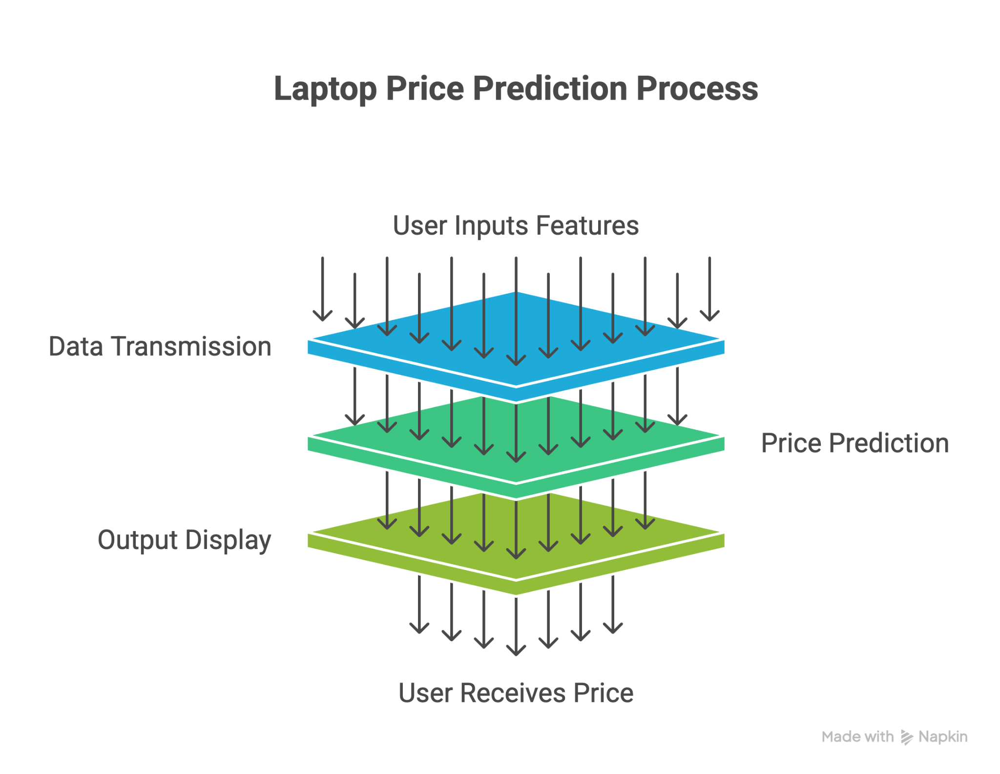 Laptop Price Prediction Process
User Inputs Features
Data Transmission
Price Prediction
Output Display
User Receives Price
Made with Napkin